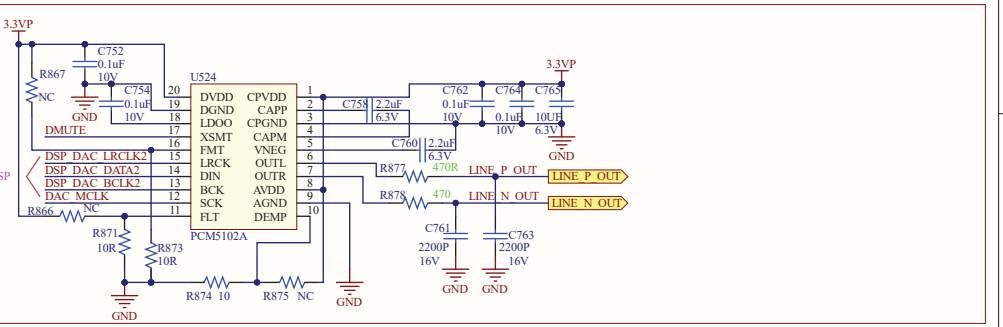 3.3VP
C752
0.1uF
10V
R867
NC
GND
C754
0.1uF
10V
DMUTE
DSP_DAC_LRCLK2
DSP_DAC_DATA2
DSP_DAC_BCLK2
DAC_MCLK
SP
R866 NC
R871
10R
R873
10R
GND
R874 10
R875 NC
GND
U524
20 DVDD CPVDD 1
19 DGND CAPP 2
18 LDOO CPGND 3
17 XSMT CAPM 4
16 FMT VNEG 5
15 LRCK OUTL 6
14 DIN OUTR 7
13 BCK AVDD 8
12 SCK AGND 9
11 FLT DEMP 10
PCM5102A
C758 2.2uF
6.3V
C760 2.2uF
6.3V
C762
0.1uF
10V
C764
0.1uF
10V
3.3VP
C765
10UF
6.3V
GND
R877 470R LINE_P_OUT LINE_P_OUT
R878 470 LINE_N_OUT LINE_N_OUT
C761
2200P
16V
GND
C763
2200P
16V
GND